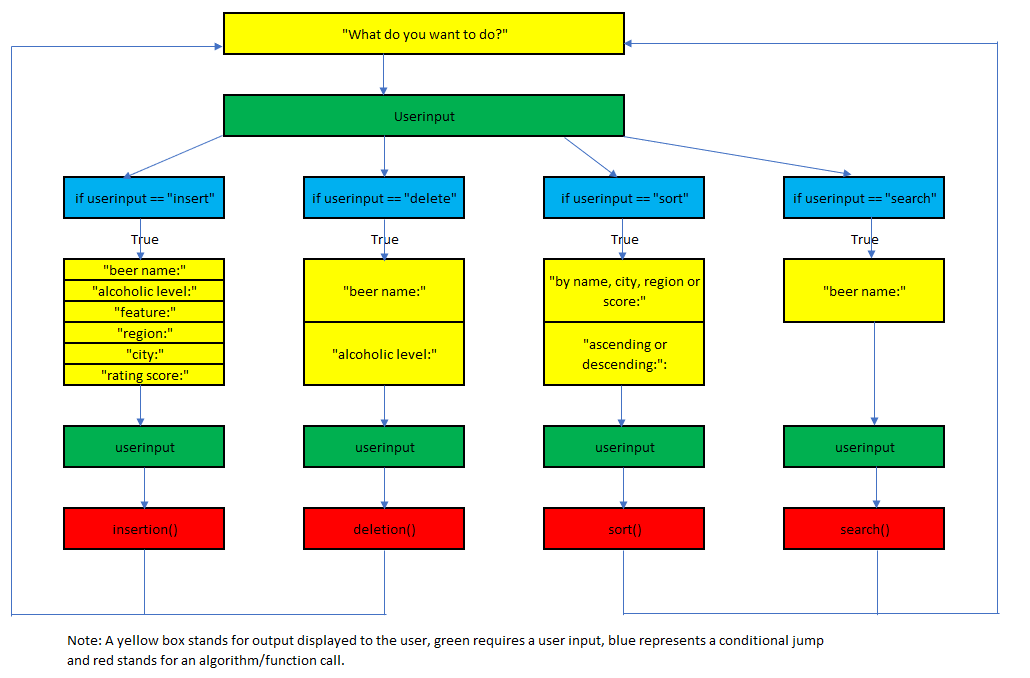 "What do you want to do?"
Userinput
if userinput == "insert"
if userinput == "delete"
if userinput == "sort"
if userinput == "search"
True
True
True
True
"beer name:"
"alcoholic level:"
"feature:"
"region:"
"city:"
"rating score:"
"beer name:"
"alcoholic level:"
"by name, city, region or
score:"
"ascending or
descending:":
"beer name:"
userinput
userinput
userinput
userinput
insertion()
deletion()
sort()
search()
Note: A yellow box stands for output displayed to the user, green requires a user input, blue represents a conditional jump
and red stands for an algorithm/function call.